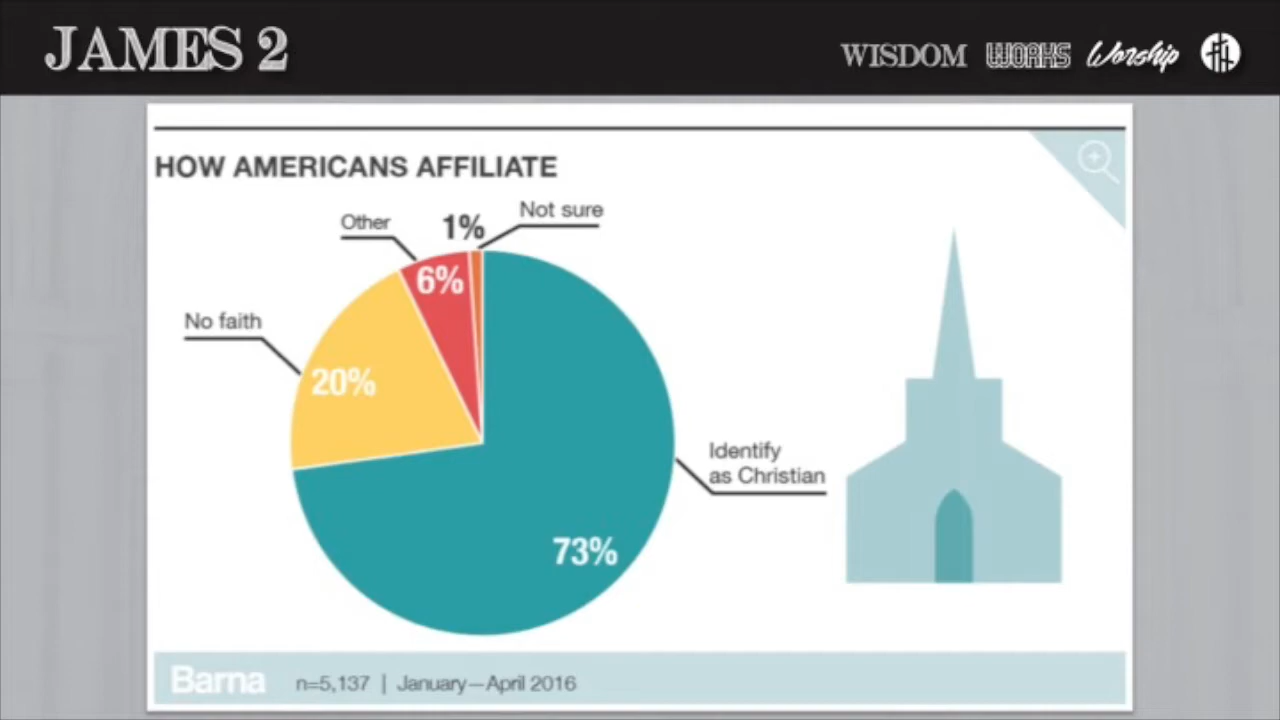 JAMES 2
WISDOM WORKS Worship
HOW AMERICANS AFFILIATE
Other
1%
Not sure
6%
No faith
20%
Identify
as Christian
73%
Barna n=5,137 | January—April 2016